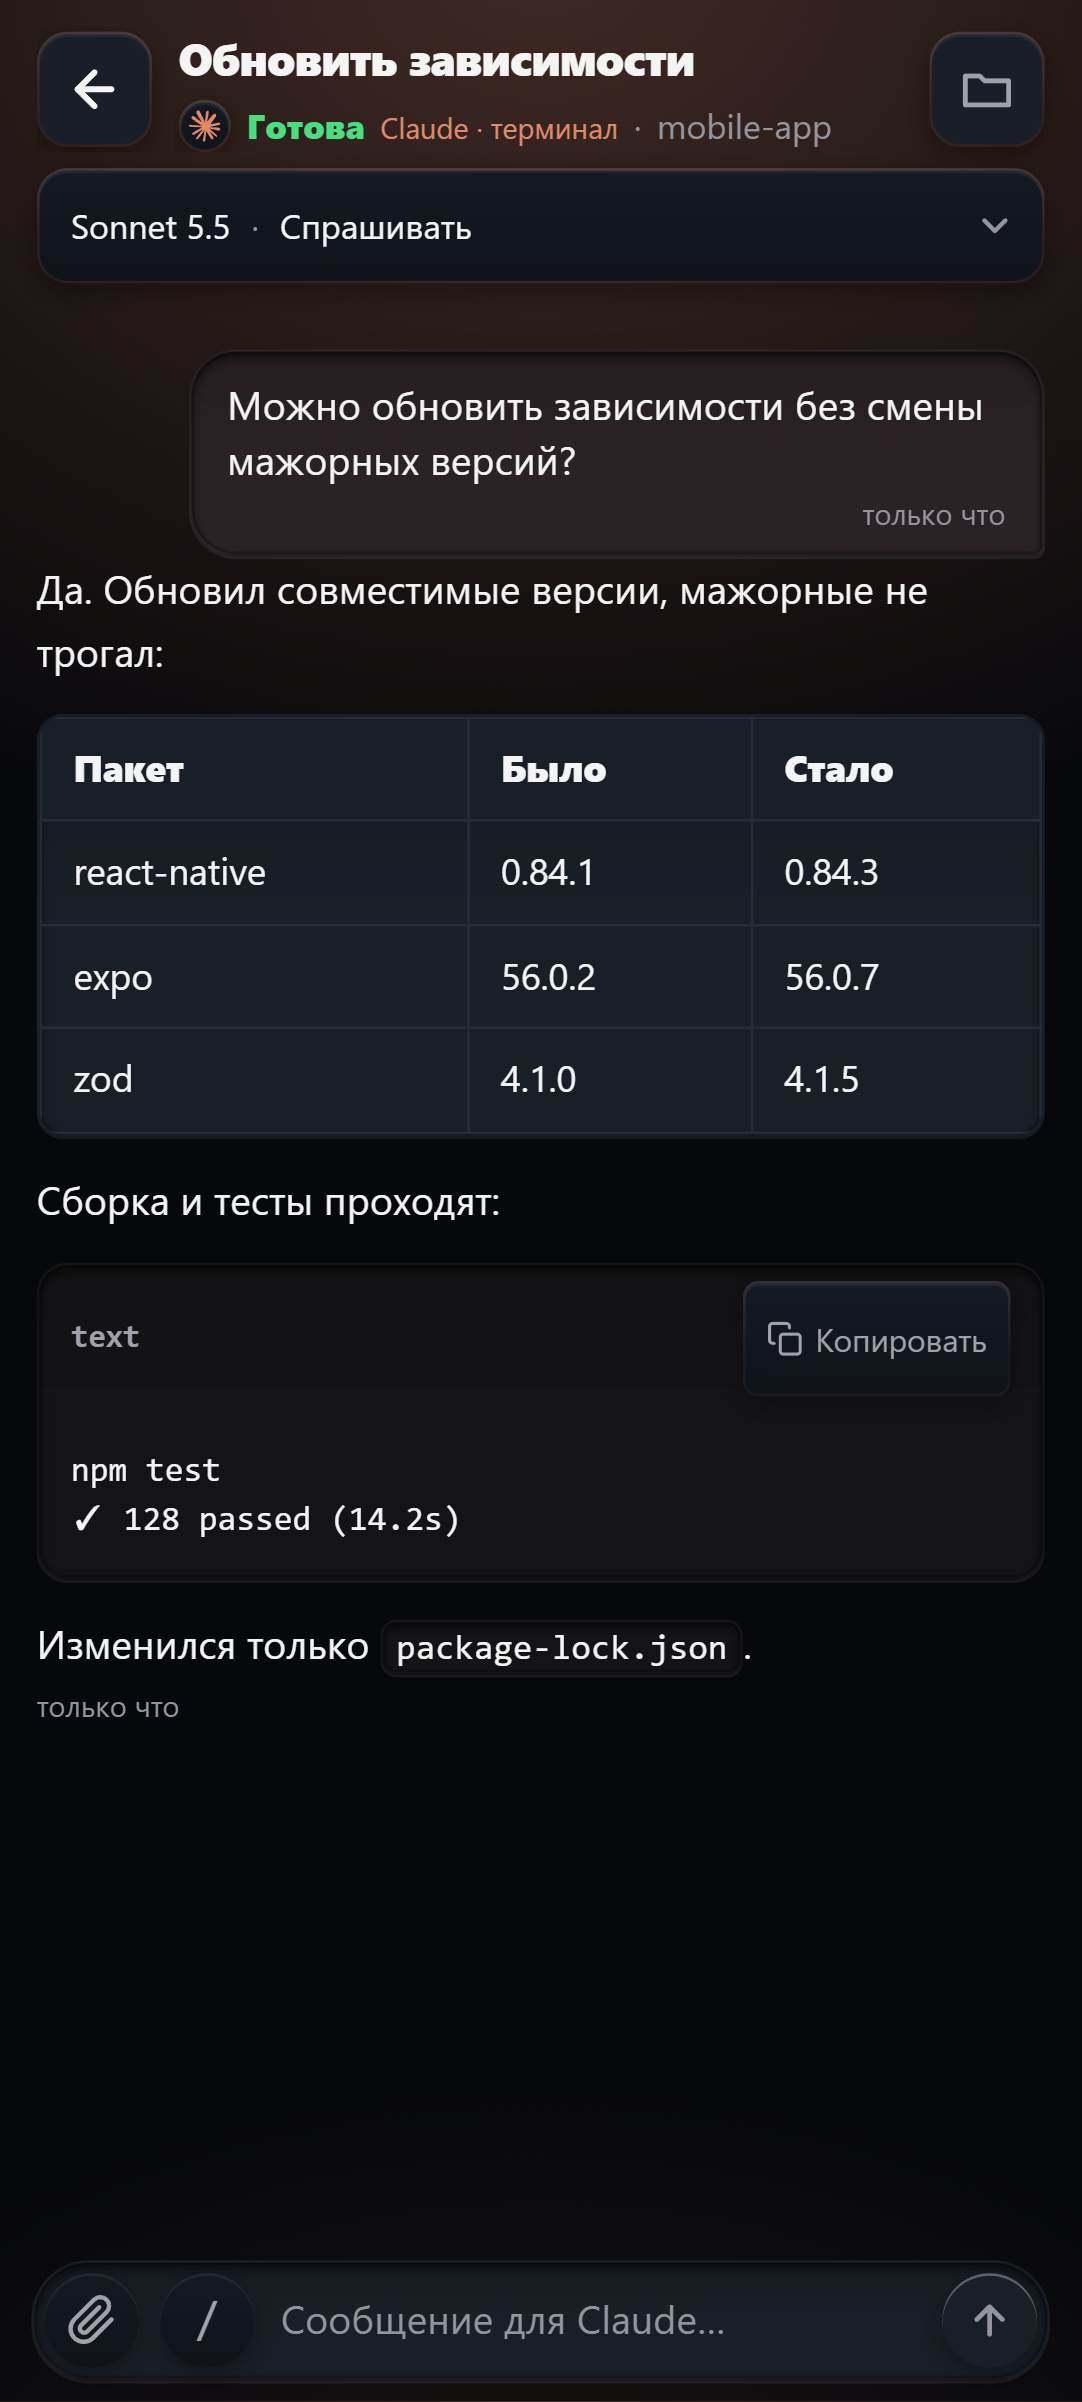 Обновить зависимости
Готова Claude · терминал · mobile-app
Sonnet 5.5 · Спрашивать
Можно обновить зависимости без смены
мажорных версий?
только что
Да. Обновил совместимые версии, мажорные не
трогал:
Пакет Было Стало
react-native 0.84.1 0.84.3
expo 56.0.2 56.0.7
zod 4.1.0 4.1.5
Сборка и тесты проходят:
text Копировать
npm test
✓ 128 passed (14.2s)
Изменился только package-lock.json.
только что
/ Сообщение для Claude...